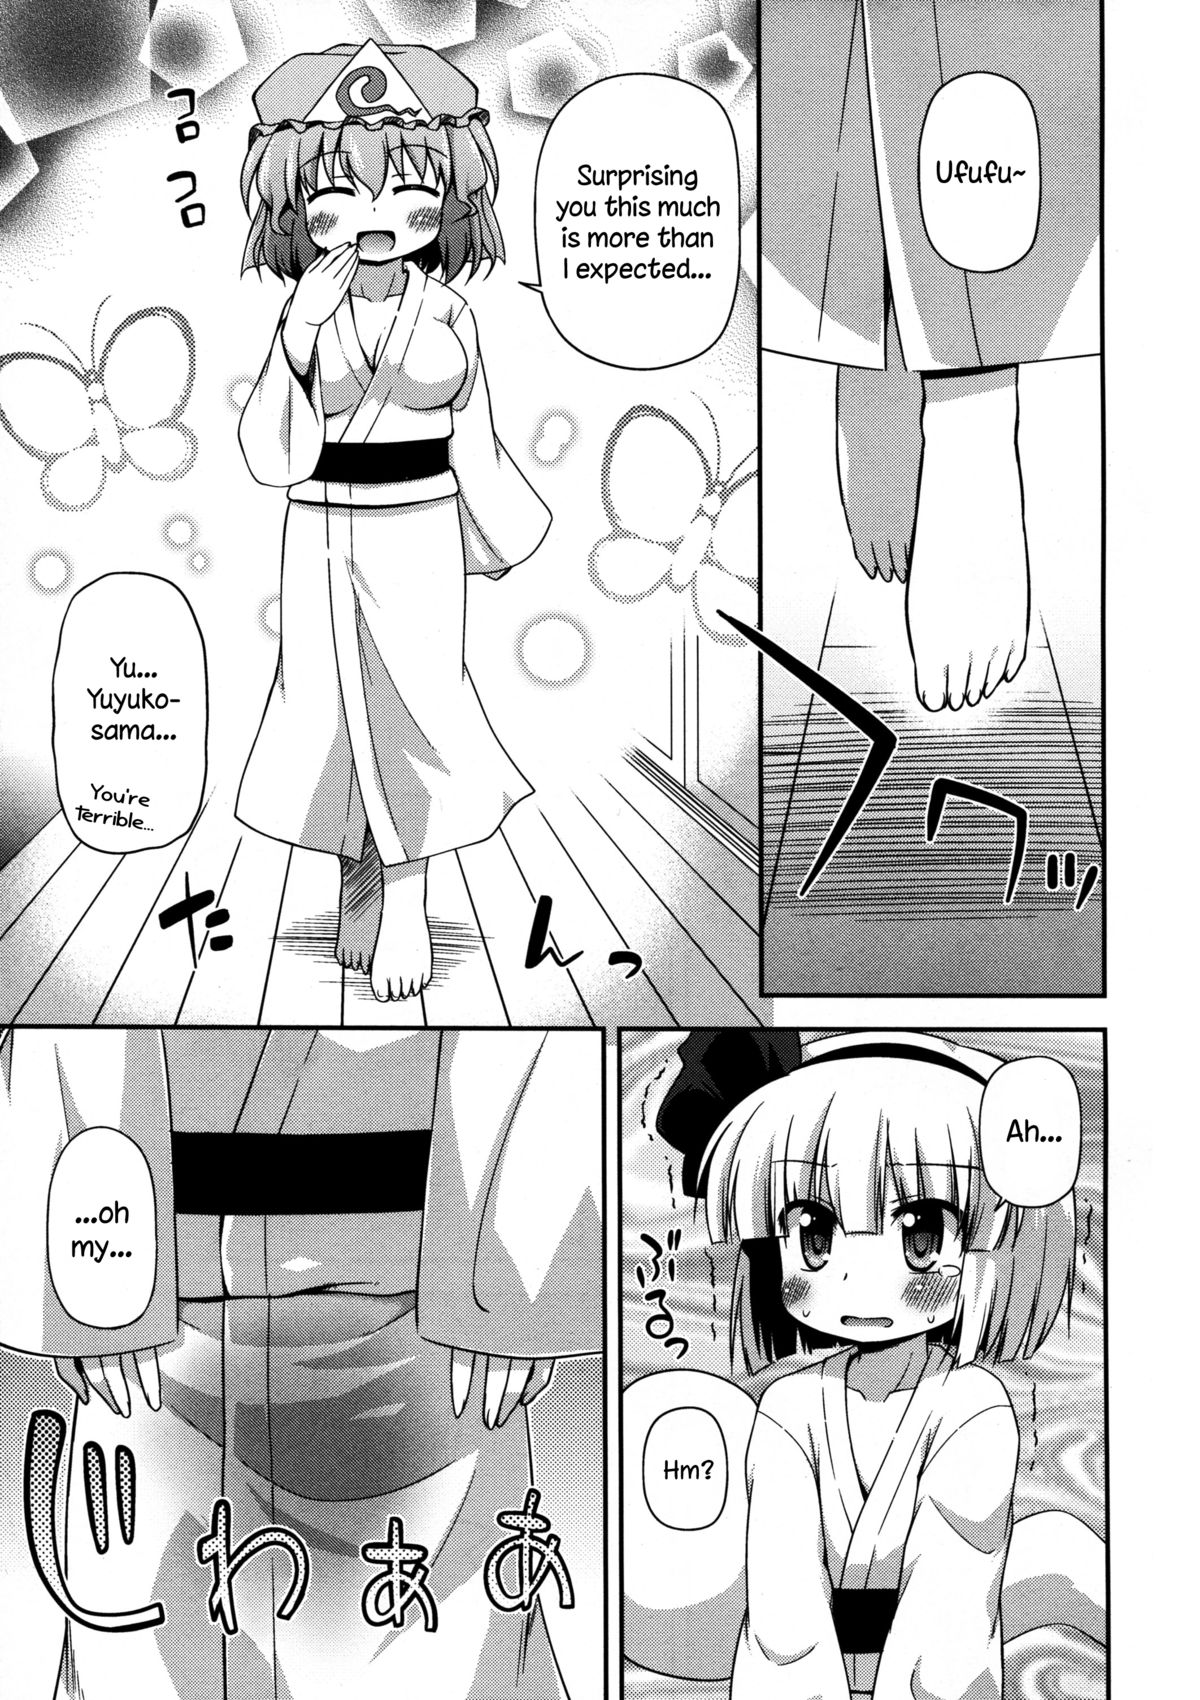 Ufufu~
フワッ
Surprising
you this much
is more than
I expected...
コロ
コロ
Yu...
Yuyuko-
sama...
You're
terrible...
たんっ
Ah...
ぶるっ
Hm?
...oh
my...
じわぁぁ